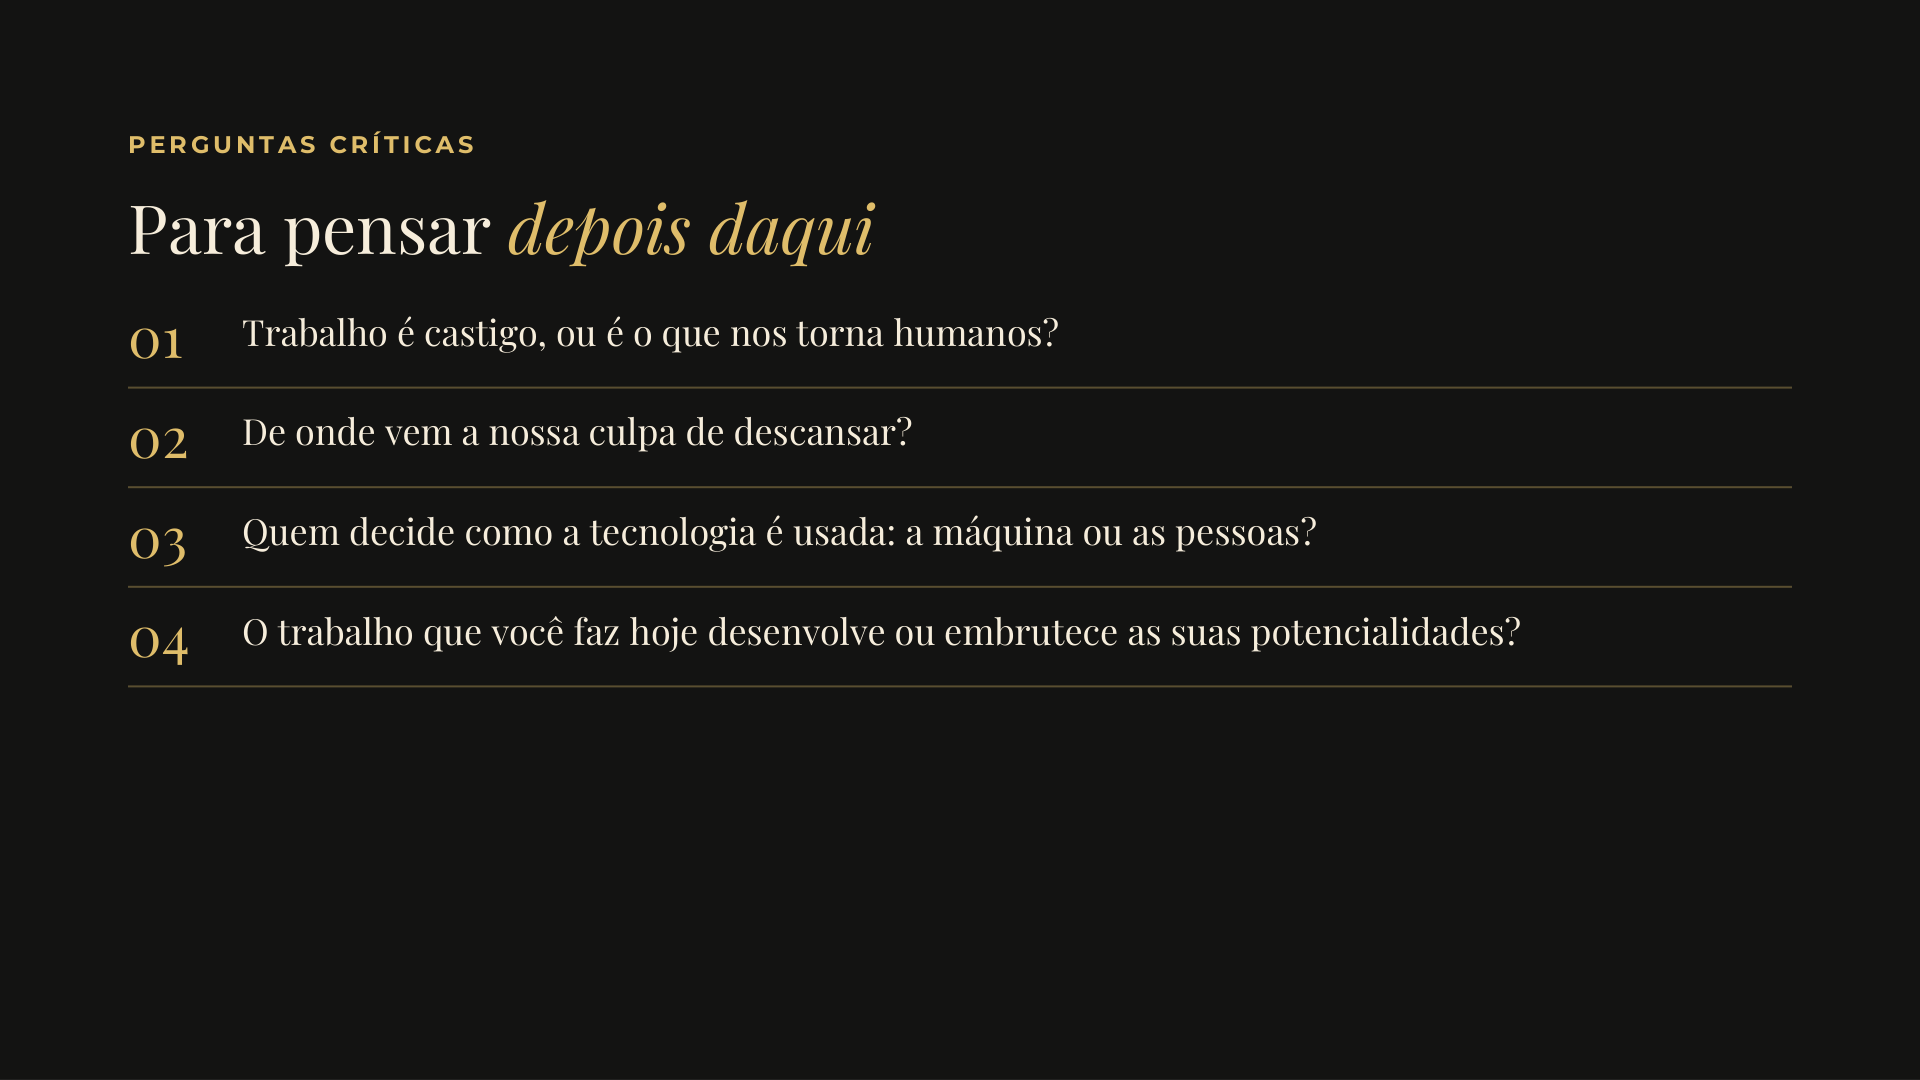 PERGUNTAS CRÍTICAS
Para pensar depois daqui
01 Trabalho é castigo, ou é o que nos torna humanos?
02 De onde vem a nossa culpa de descansar?
03 Quem decide como a tecnologia é usada: a máquina ou as pessoas?
04 O trabalho que você faz hoje desenvolve ou embrutece as suas potencialidades?